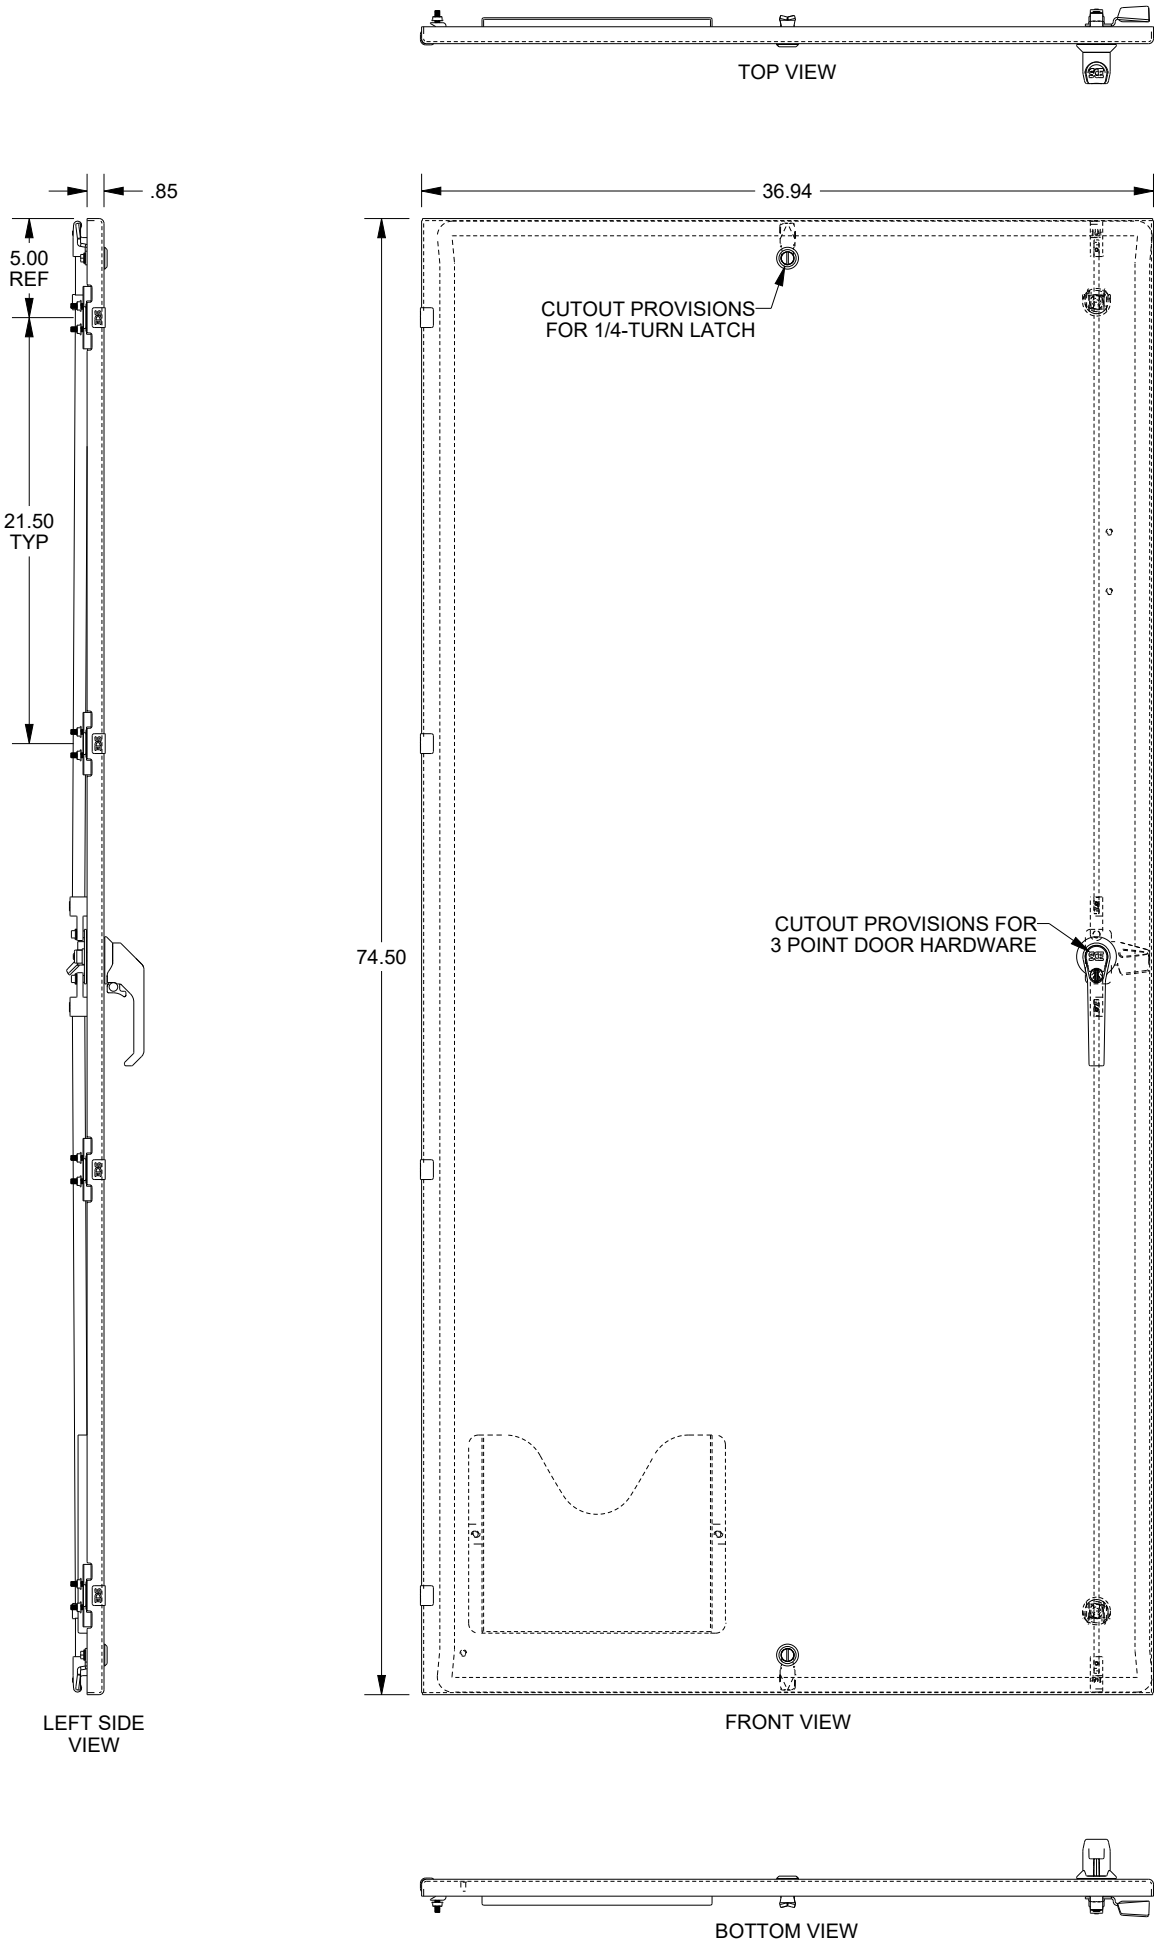 TOP VIEW
.85
36.94
5.00
REF
CUTOUT PROVISIONS
FOR 1/4-TURN LATCH
21.50
TYP
CUTOUT PROVISIONS FOR
3 POINT DOOR HARDWARE
74.50
LEFT SIDE
VIEW
FRONT VIEW
BOTTOM VIEW